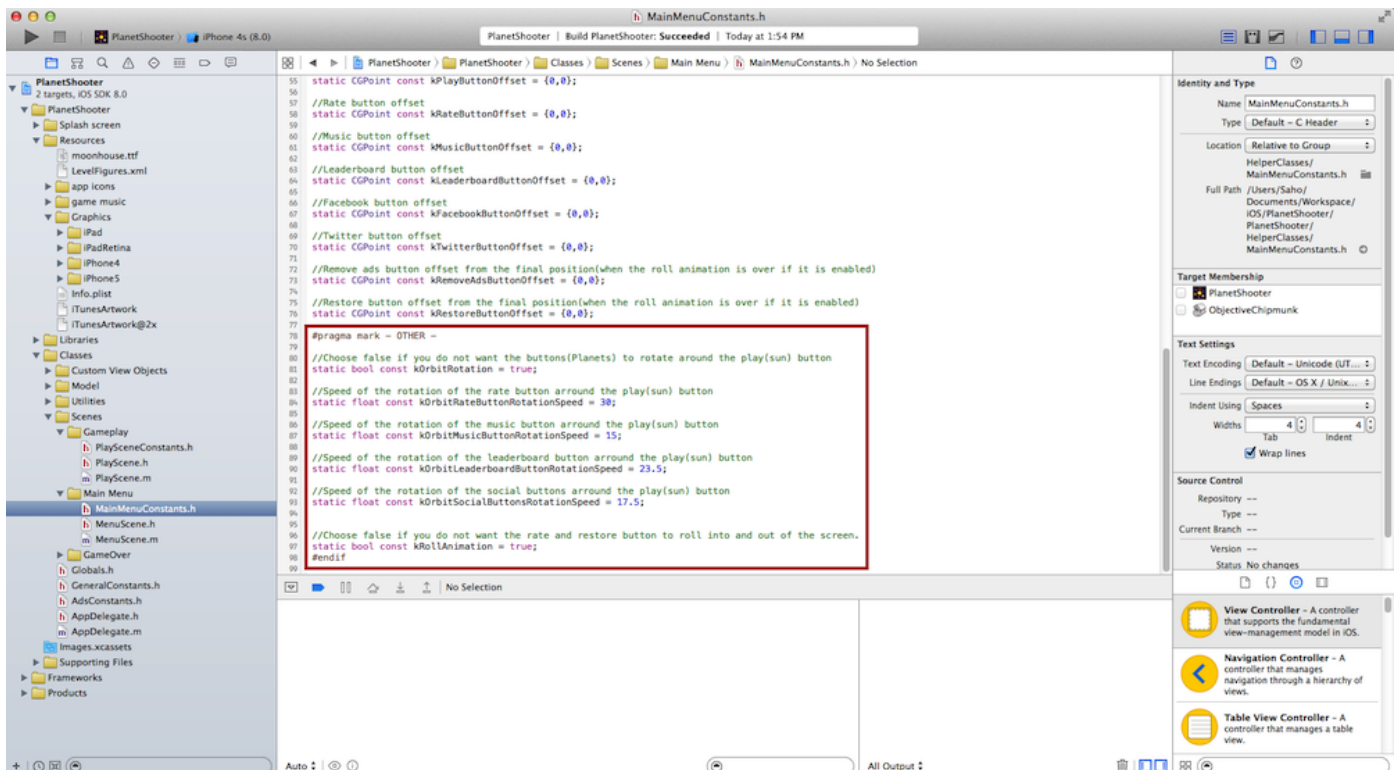 MainMenuConstants.h
PlanetShooter
iPhone 4s (8.0)
PlanetShooter | Build PlanetShooter: Succeeded | Today at 1:54 PM
PlanetShooter
2 targets, iOS SDK 8.0
PlanetShooter
Splash screen
Resources
moonhouse.ttf
LevelFigures.xml
app icons
game music
Graphics
iPad
iPadRetina
iPhone4
iPhone5
Info.plist
iTunesArtwork
iTunesArtwork@2x
Libraries
Classes
Custom View Objects
Model
Utilities
Scenes
Gameplay
PlaySceneConstants.h
PlayScene.h
PlayScene.m
Main Menu
MainMenuConstants.h
MenuScene.h
MenuScene.m
GameOver
Globals.h
GeneralConstants.h
AdsConstants.h
AppDelegate.h
AppDelegate.m
Images.xcassets
Supporting Files
Frameworks
Products
PlanetShooter
PlanetShooter
Classes
Scenes
Main Menu
MainMenuConstants.h
No Selection
55 static CGPoint const kPlayButtonOffset = {0,0};
56
57 //Rate button offset
58 static CGPoint const kRateButtonOffset = {0,0};
59
60 //Music button offset
61 static CGPoint const kMusicButtonOffset = {0,0};
62
63 //Leaderboard button offset
64 static CGPoint const kLeaderboardButtonOffset = {0,0};
65
66 //Facebook button offset
67 static CGPoint const kFacebookButtonOffset = {0,0};
68
69 //Twitter button offset
70 static CGPoint const kTwitterButtonOffset = {0,0};
71
72 //Remove ads button offset from the final position(when the roll animation is over if it is enabled)
73 static CGPoint const kRemoveAdsButtonOffset = {0,0};
74
75 //Restore button offset from the final position(when the roll animation is over if it is enabled)
76 static CGPoint const kRestoreButtonOffset = {0,0};
77
78 #pragma mark - OTHER -
79
80 //Choose false if you do not want the buttons(Planets) to rotate around the play(sun) button
81 static bool const kOrbitRotation = true;
82
83 //Speed of the rotation of the rate button arround the play(sun) button
84 static float const kOrbitRateButtonRotationSpeed = 30;
85
86 //Speed of the rotation of the music button arround the play(sun) button
87 static float const kOrbitMusicButtonRotationSpeed = 15;
88
89 //Speed of the rotation of the leaderboard button arround the play(sun) button
90 static float const kOrbitLeaderboardButtonRotationSpeed = 23.5;
91
92 //Speed of the rotation of the social buttons arround the play(sun) button
93 static float const kOrbitSocialButtonsRotationSpeed = 17.5;
94
95
96 //Choose false if you do not want the rate and restore button to roll into and out of the screen.
97 static bool const kRollAnimation = true;
98 #endif
99
No Selection
Auto
All Output
Identity and Type
Name MainMenuConstants.h
Type Default - C Header
Location Relative to Group
HelperClasses/
MainMenuConstants.h
Full Path /Users/Saho/
Documents/Workspace/
iOS/PlanetShooter/
PlanetShooter/
HelperClasses/
MainMenuConstants.h
Target Membership
PlanetShooter
ObjectiveChipmunk
Text Settings
Text Encoding Default - Unicode (UT...
Line Endings Default - OS X / Unix...
Indent Using Spaces
Widths 4 4
Tab Indent
Wrap lines
Source Control
Repository --
Type --
Current Branch --
Version --
Status No changes
View Controller - A controller
that supports the fundamental
view-management model in iOS.
Navigation Controller - A
controller that manages
navigation through a hierarchy of
views.
Table View Controller - A
controller that manages a table
view.